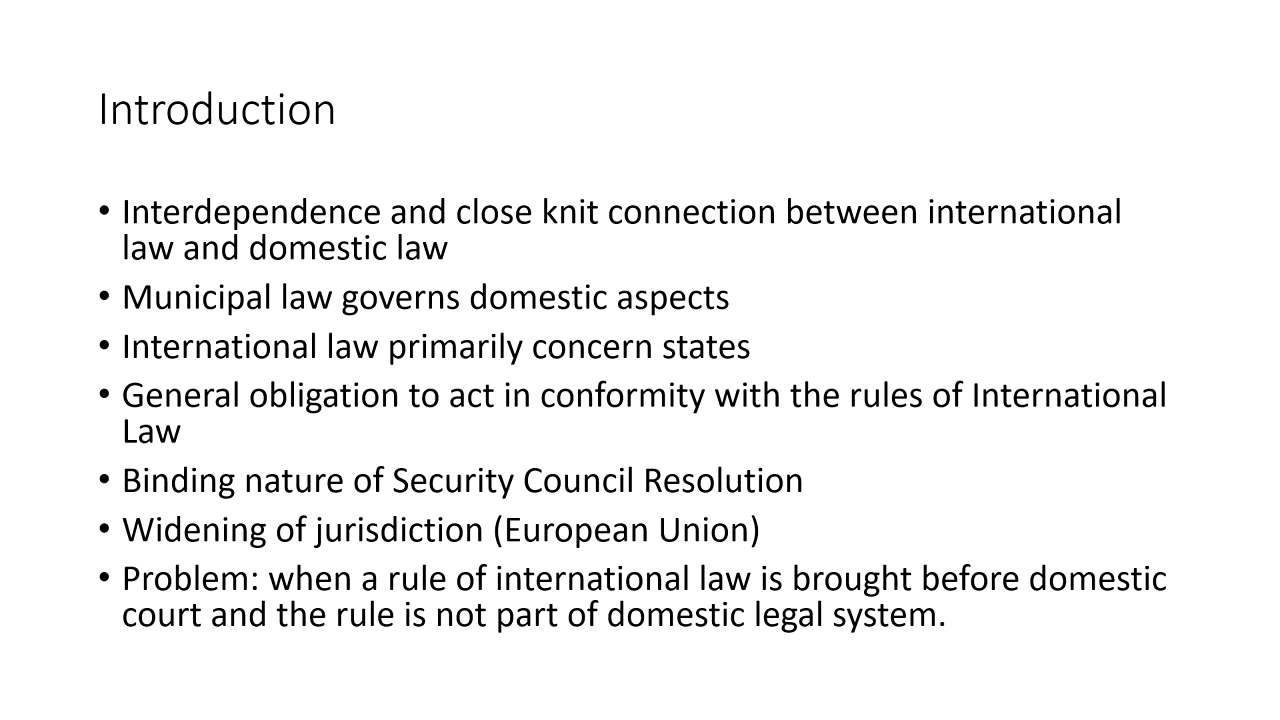 Introduction
• Interdependence and close knit connection between international
law and domestic law
• Municipal law governs domestic aspects
• International law primarily concern states
• General obligation to act in conformity with the rules of International
Law
• Binding nature of Security Council Resolution
• Widening of jurisdiction (European Union)
• Problem: when a rule of international law is brought before domestic
court and the rule is not part of domestic legal system.